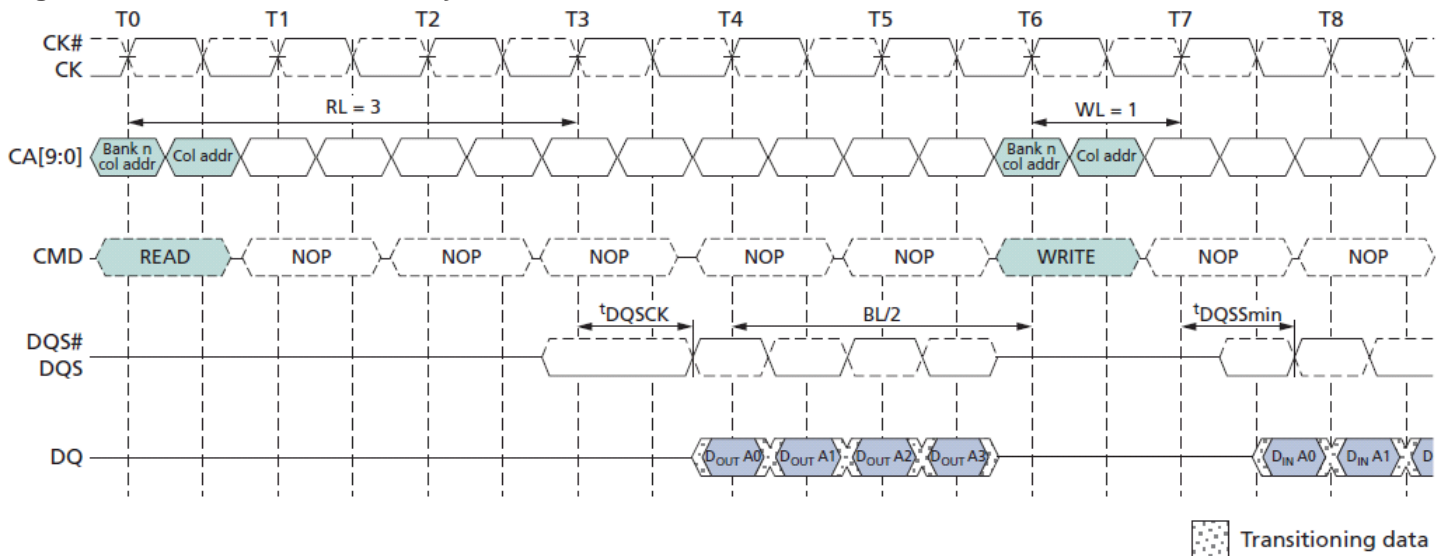 T0 T1 T2 T3 T4 T5 T6 T7 T8
CK#
CK
RL = 3 WL = 1
CA[9:0] Bank n col addr Col addr Bank n col addr Col addr
CMD READ NOP NOP NOP NOP NOP WRITE NOP NOP
tDQSCK BL/2 tDQSSmin
DQS#
DQS
DQ DOUT A0 DOUT A1 DOUT A2 DOUT A3 DIN A0 DIN A1 D
Transitioning data